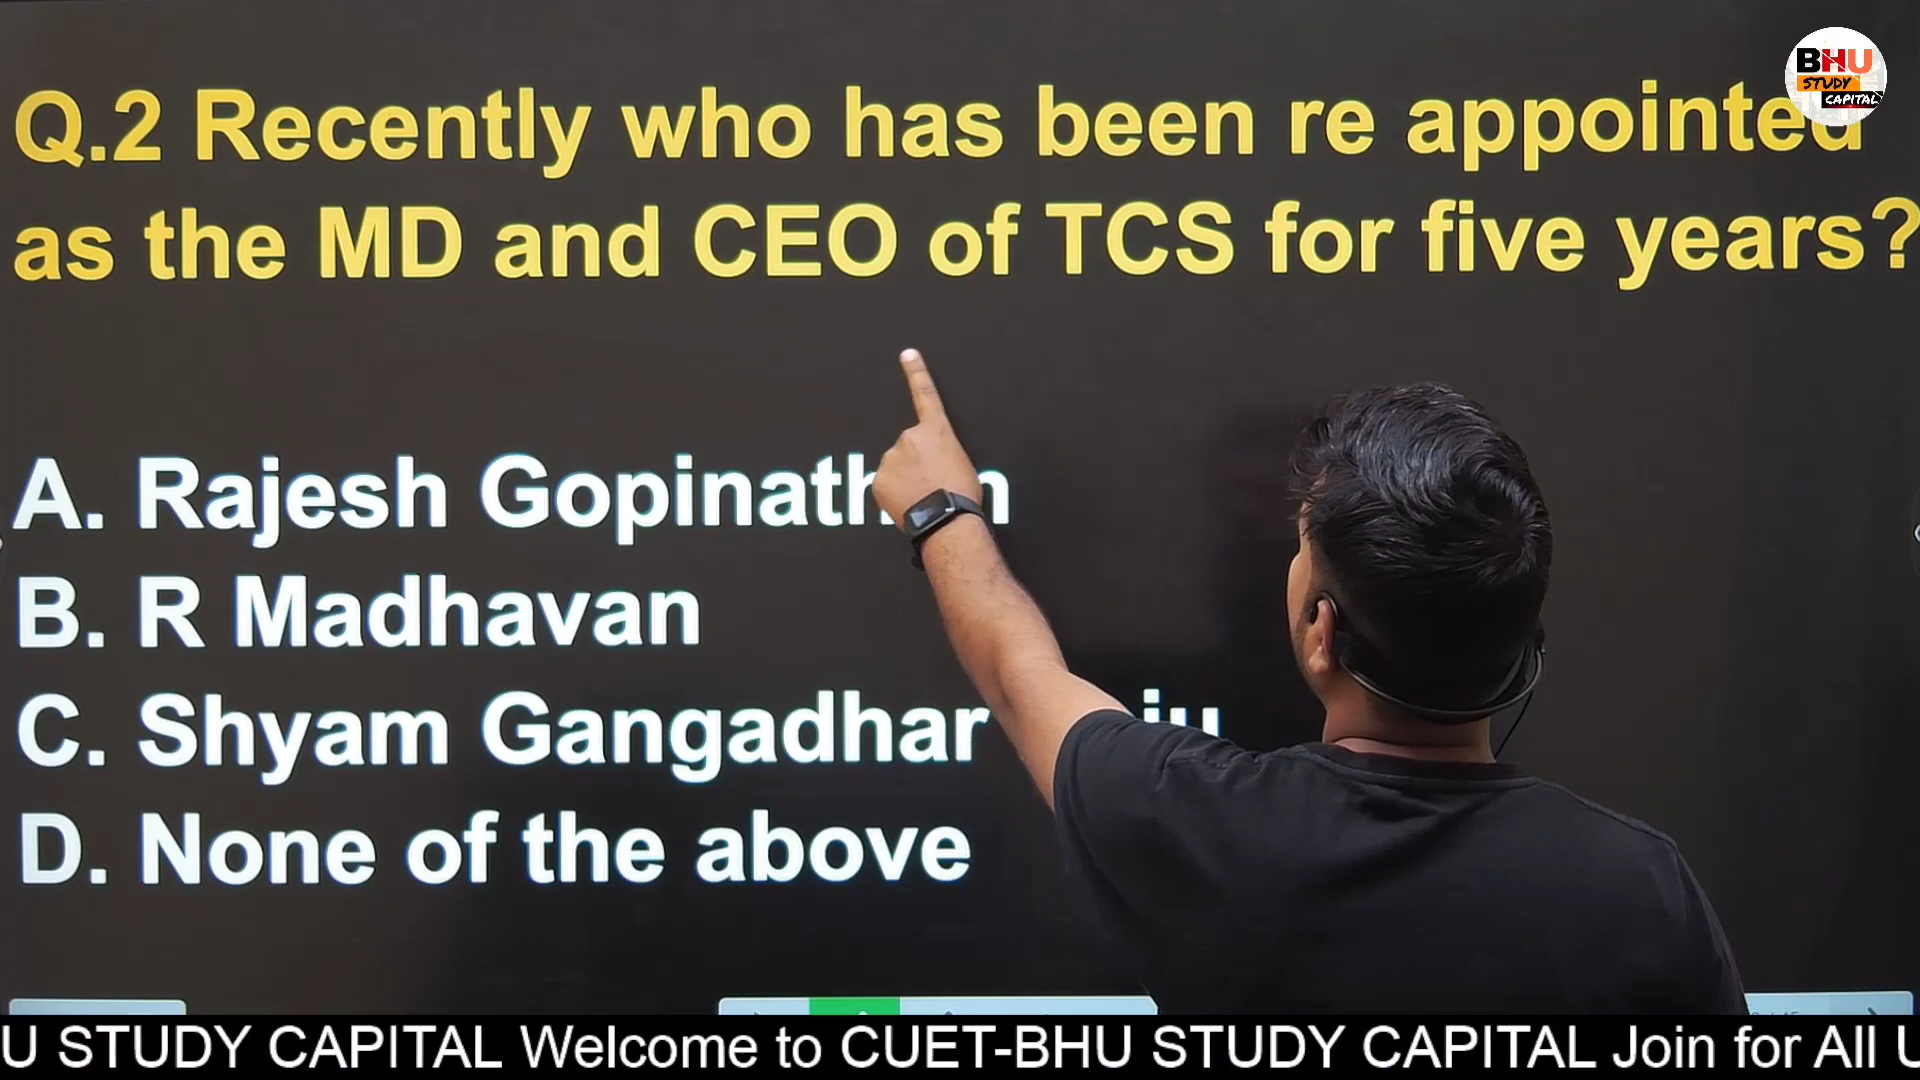 BHU
STUDY
CAPITAL
Q.2 Recently who has been re appointed
as the MD and CEO of TCS for five years?
A. Rajesh Gopinathan
B. R Madhavan
C. Shyam Gangadhar
D. None of the above
U STUDY CAPITAL Welcome to CUET-BHU STUDY CAPITAL Join for All U